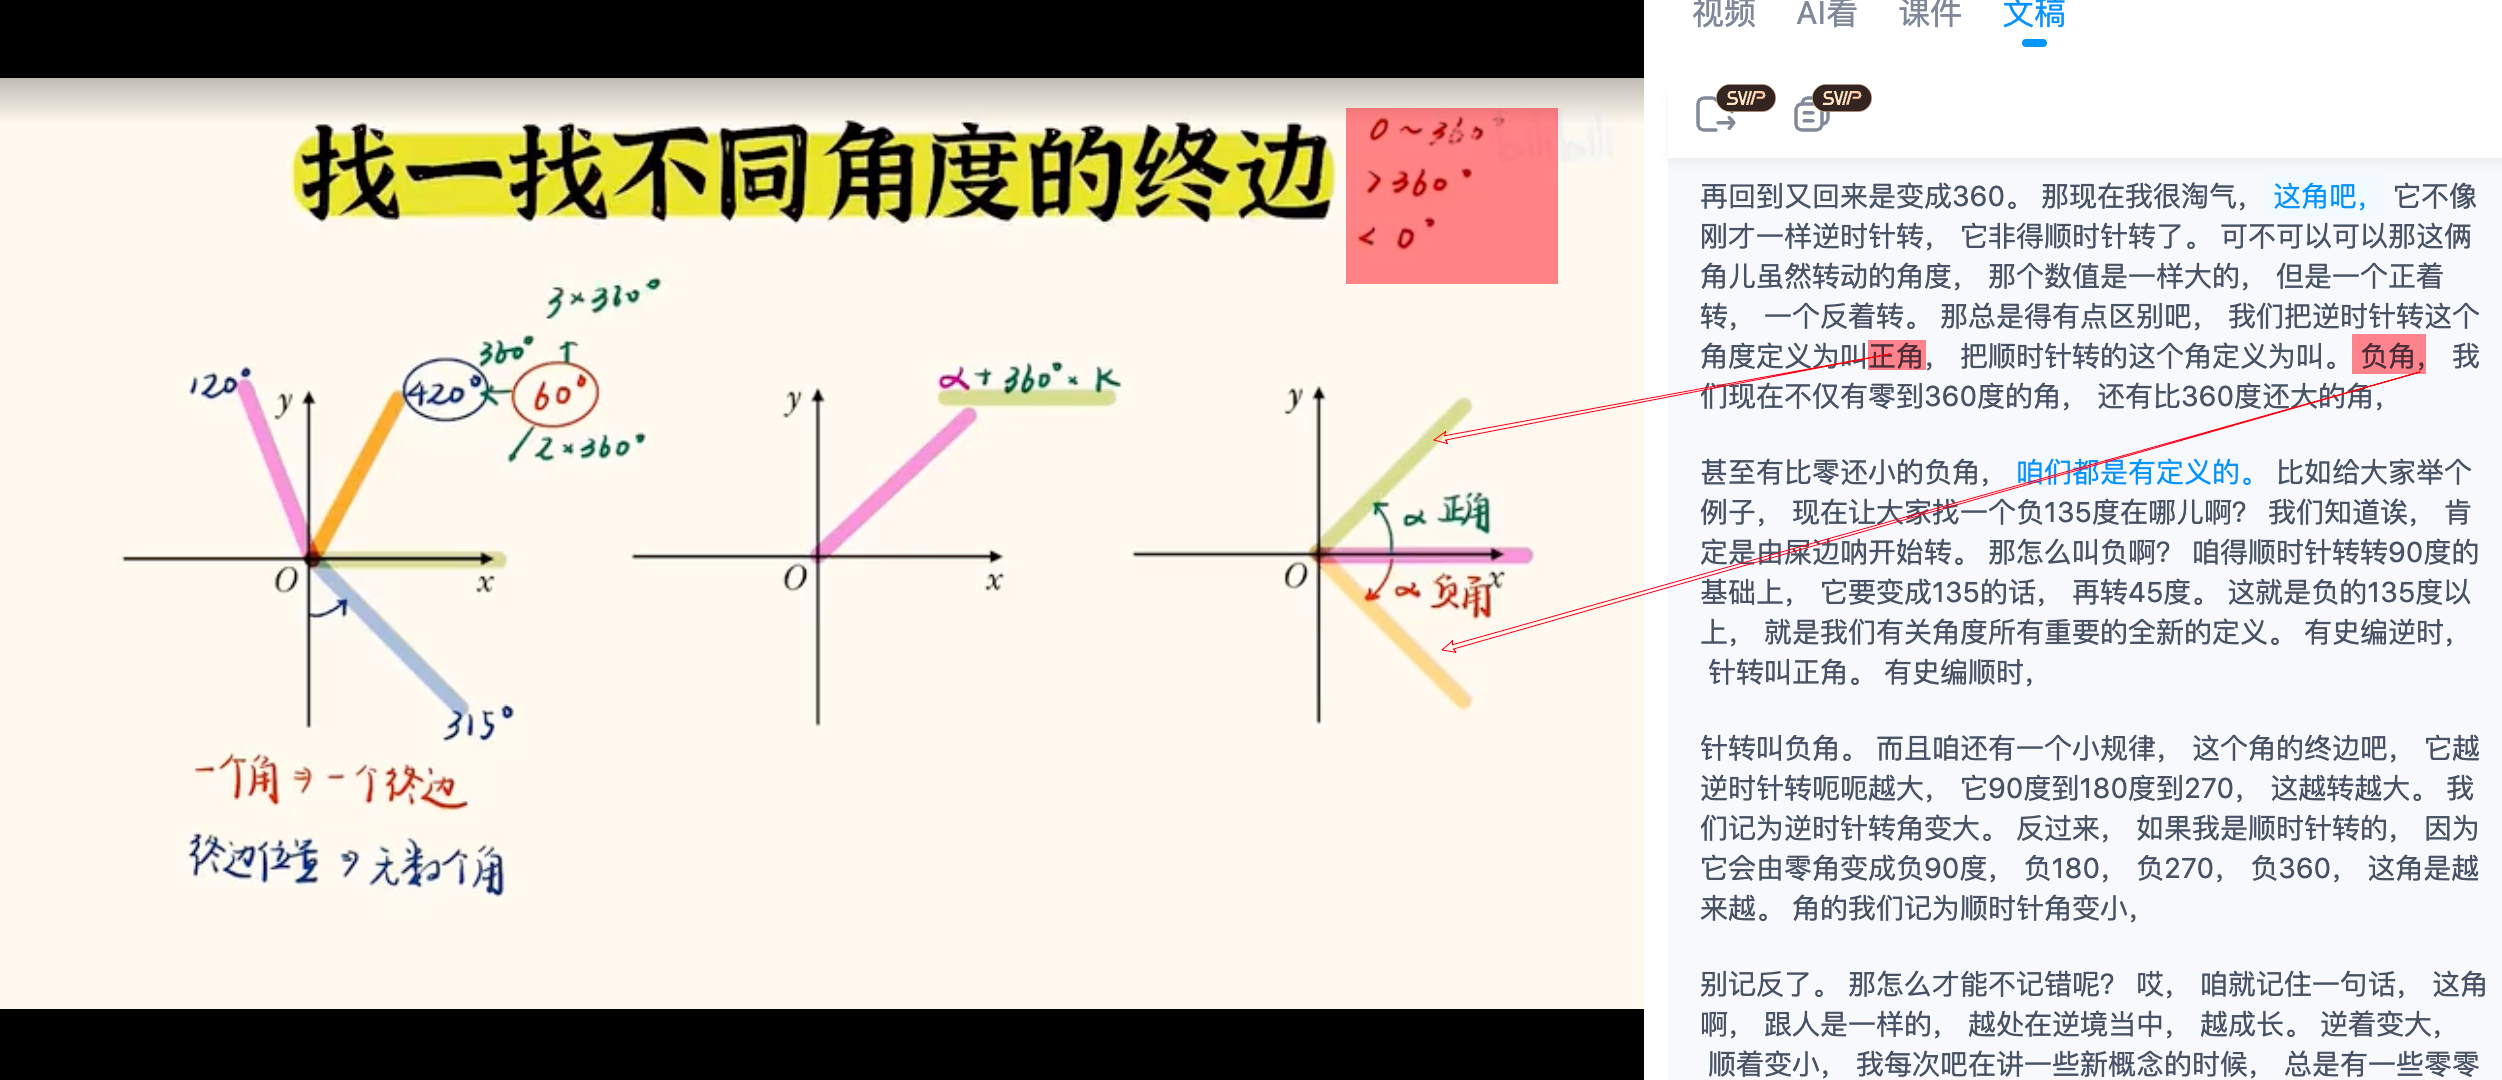 找一找不同角度的终边
0～360°
>360°
<0°
3×360°
360°
120°
y
420°
60°
2×360°
O
x
315°
一个角⇒一个终边
终边位置⇒无数个角
α+360°×K
y
O
x
y
α 正角
O
x
α 负角
视频 AI看 课件 文稿
SVIP SVIP
再回到又回来是变成360。 那现在我很淘气， 这角吧， 它不像
刚才一样逆时针转， 它非得顺时针转了。 可不可以可以那这俩
角儿虽然转动的角度， 那个数值是一样大的， 但是一个正着
转， 一个反着转。 那总是得有点区别吧， 我们把逆时针转这个
角度定义为叫正角， 把顺时针转的这个角定义为叫。 负角， 我
们现在不仅有零到360度的角， 还有比360度还大的角，
甚至有比零还小的负角， 咱们都是有定义的。 比如给大家举个
例子， 现在让大家找一个负135度在哪儿啊? 我们知道诶， 肯
定是由屎边呐开始转。 那怎么叫负啊? 咱得顺时针转转90度的
基础上， 它要变成135的话， 再转45度。 这就是负的135度以
上， 就是我们有关角度所有重要的全新的定义。 有史编逆时，
针转叫正角。 有史编顺时，
针转叫负角。 而且咱还有一个小规律， 这个角的终边吧， 它越
逆时针转呃呃越大， 它90度到180度到270， 这越转越大。 我
们记为逆时针转角变大。 反过来， 如果我是顺时针转的， 因为
它会由零角变成负90度， 负180， 负270， 负360， 这角是越
来越。 角的我们记为顺时针角变小，
别记反了。 那怎么才能不记错呢? 哎， 咱就记住一句话， 这角
啊， 跟人是一样的， 越处在逆境当中， 越成长。 逆着变大，
顺着变小， 我每次吧在讲一些新概念的时候， 总是有一些零零